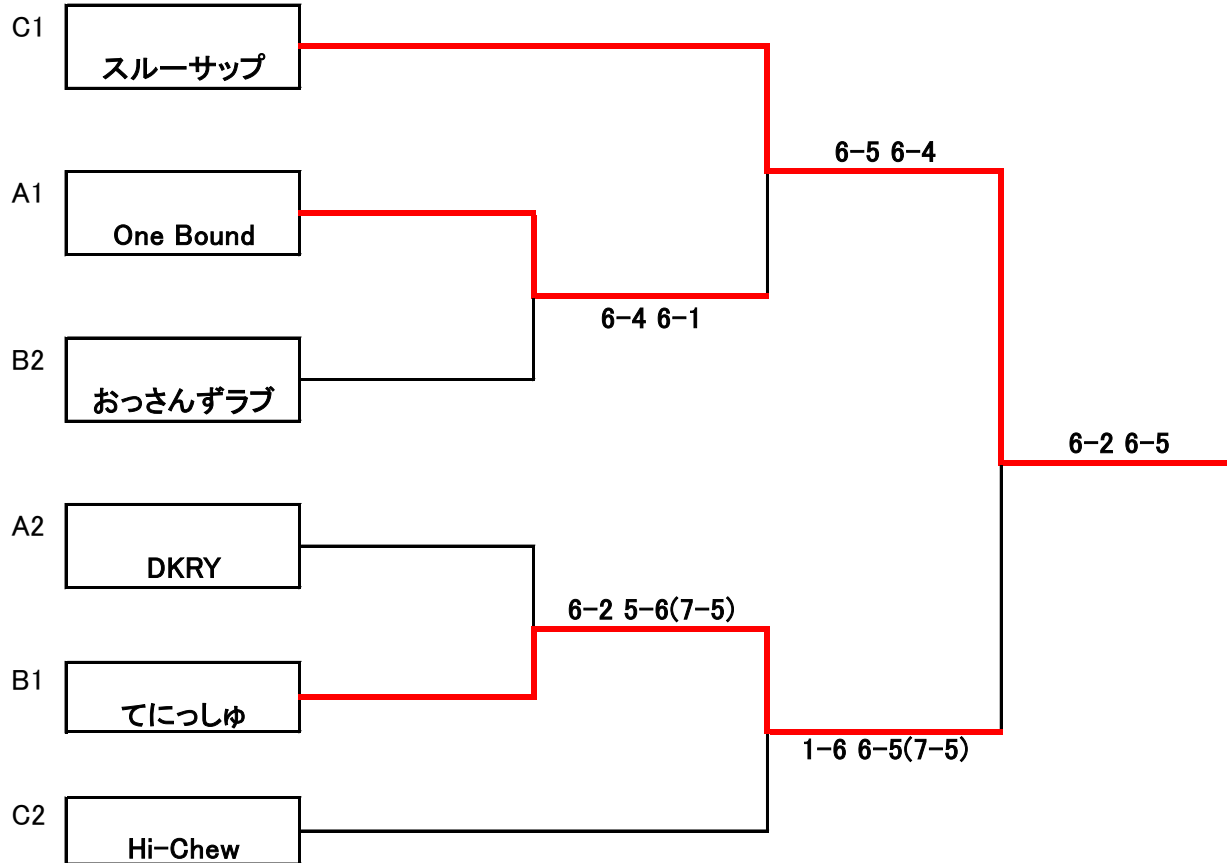 C1
スルーサップ
6-5 6-4
A1
One Bound
6-4 6-1
B2
おっさんずラブ
6-2 6-5
A2
DKRY
6-2 5-6(7-5)
B1
てにっしゅ
1-6 6-5(7-5)
C2
Hi-Chew